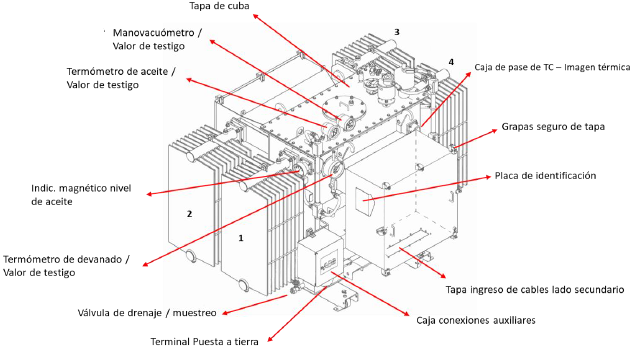 Tapa de cuba
Manovacuómetro /
Valor de testigo
Termómetro de aceite /
Valor de testigo
3
4
Caja de pase de TC – Imagen térmica
Grapas seguro de tapa
Placa de identificación
Indic. magnético nivel
de aceite
2
1
Termómetro de devanado /
Valor de testigo
Tapa ingreso de cables lado secundario
Válvula de drenaje / muestreo
Caja conexiones auxiliares
Terminal Puesta a tierra